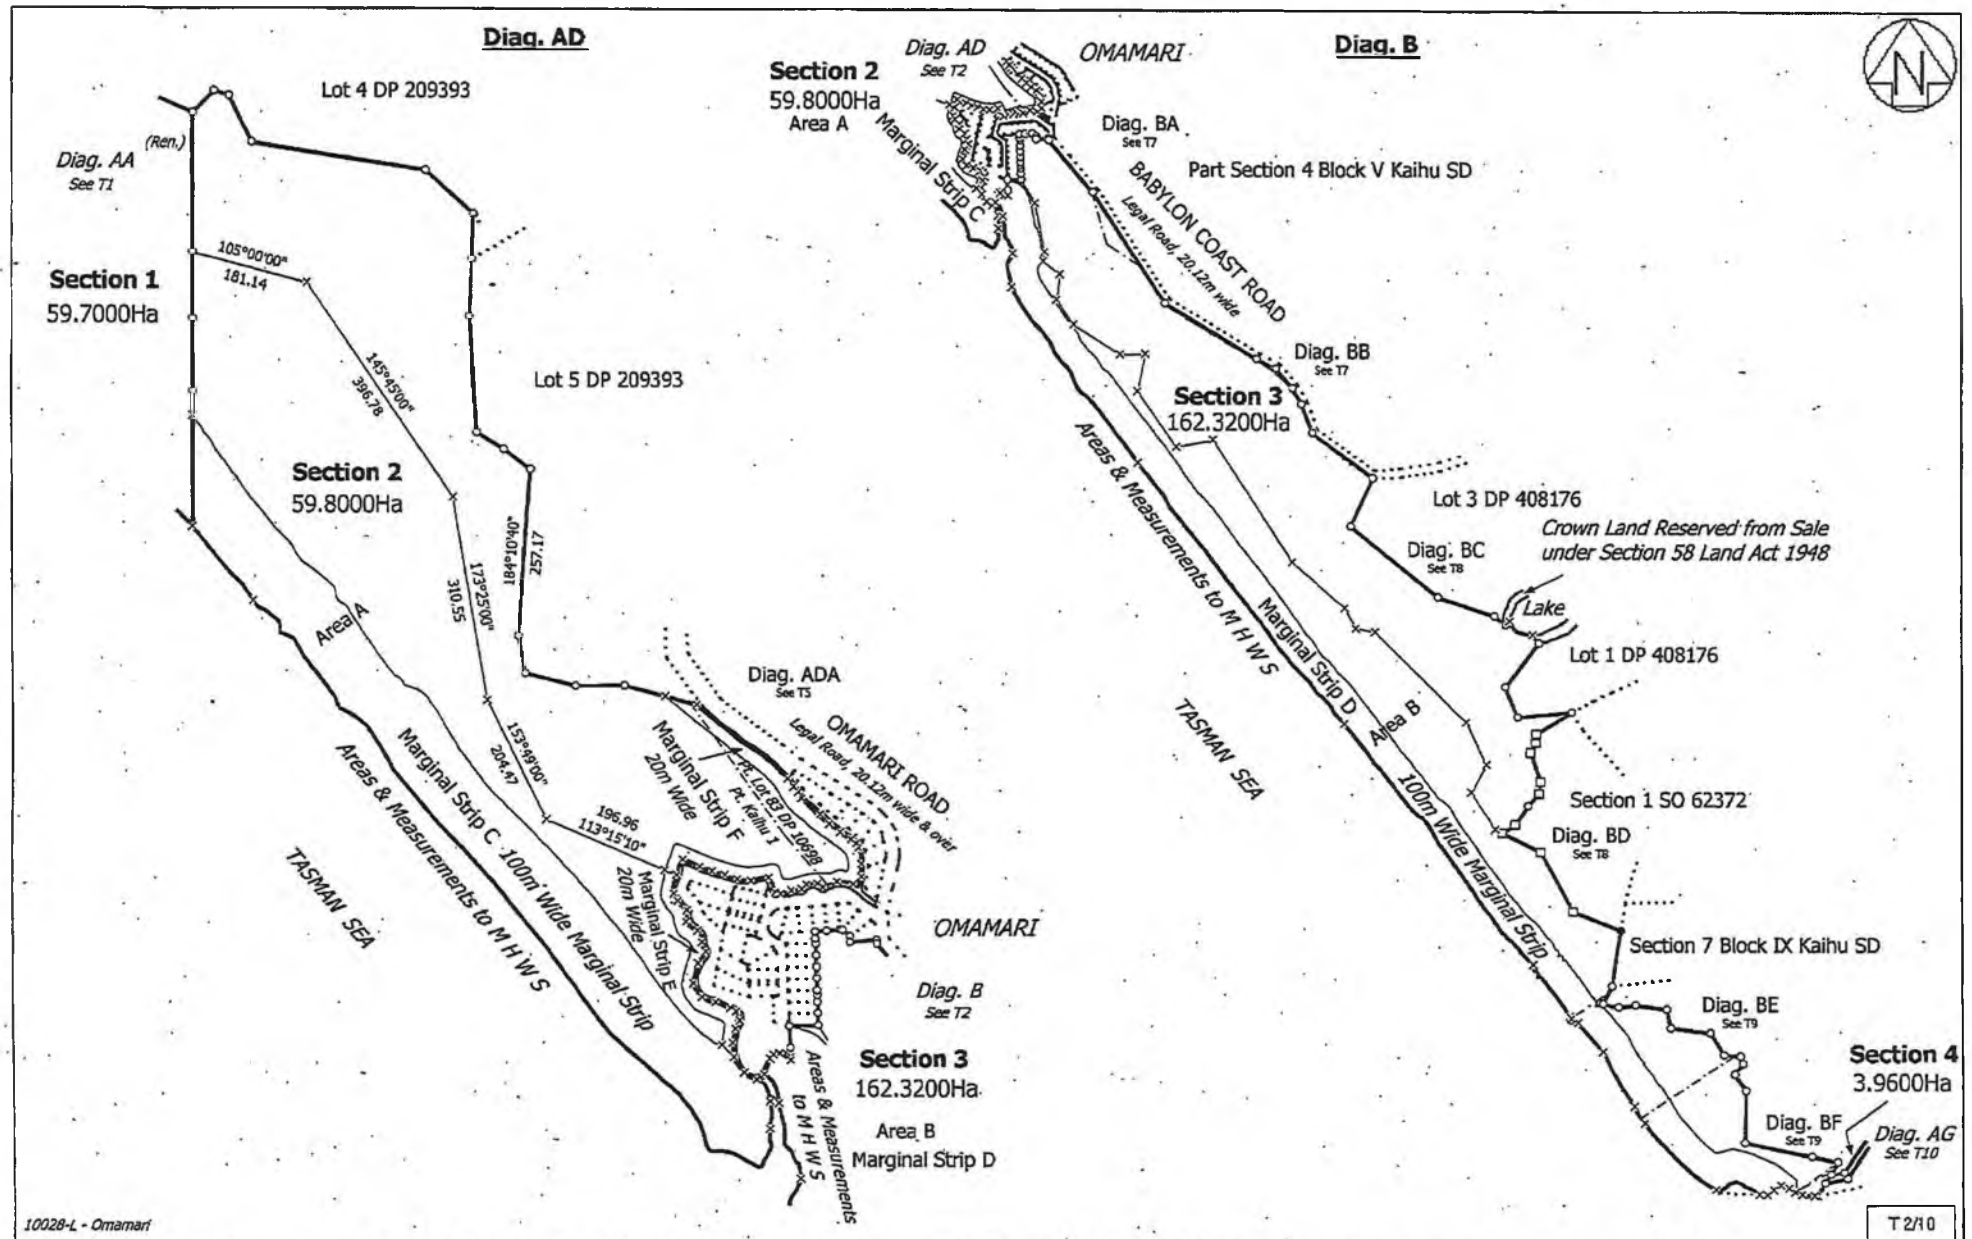 Diag. AD
Lot 4 DP 209393
(Ren.)
Diag. AA
See T1
Section 1
59.7000Ha
105°00'00"
181.14
145°45'00"
396.78
Lot 5 DP 209393
Section 2
59.8000Ha
184°10'40"
257.17
173°25'00"
310.55
Area A
Diag. ADA
See T5
OMAMARI ROAD
Legal Road, 20.12m wide & over
Marginal Strip F
20m Wide
Pt. Lot 83 DP 10698
Pt. Kaihu 1
153°49'00"
204.47
196.96
113°15'10"
Marginal Strip E
20m Wide
Marginal Strip C
100m Wide Marginal Strip
Areas & Measurements to M H W S
TASMAN SEA
OMAMARI
Diag. B
See T2
Section 3
162.3200Ha
Area B
Marginal Strip D
Areas & Measurements
to M H W S
10028-L - Omamari
Diag. B
N
Diag. AD
See T2
OMAMARI
Section 2
59.8000Ha
Area A
Marginal Strip C
Diag. BA
See T7
Part Section 4 Block V Kaihu SD
BABYLON COAST ROAD
Legal Road, 20.12m wide
Diag. BB
See T7
Section 3
162.3200Ha
Areas & Measurements to M H W S
Lot 3 DP 408176
Crown Land Reserved from Sale
under Section 58 Land Act 1948
Diag. BC
See T8
Lake
Lot 1 DP 408176
Marginal Strip D
Area B
TASMAN SEA
100m Wide Marginal Strip
Section 1 SO 62372
Diag. BD
See T8
Section 7 Block IX Kaihu SD
Diag. BE
See T9
Section 4
3.9600Ha
Diag. BF
See T9
Diag. AG
See T10
T 2/10